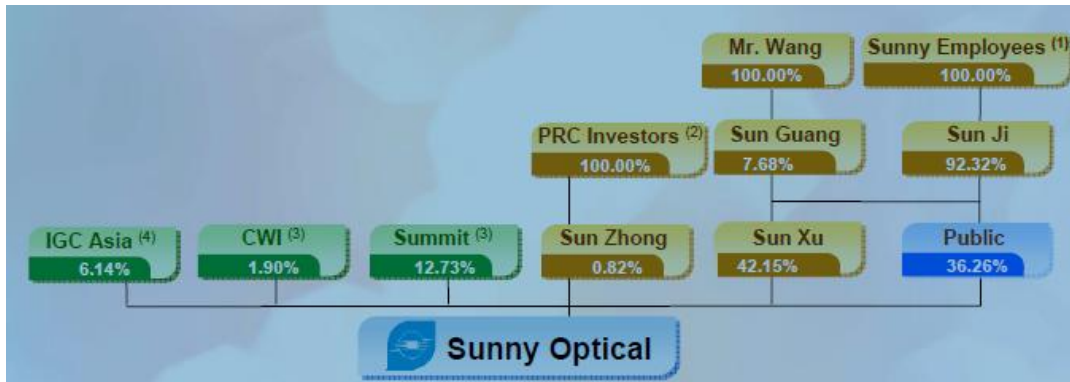 Mr. Wang
100.00%
Sunny Employees (1)
100.00%
PRC Investors (2)
100.00%
Sun Guang
7.68%
Sun Ji
92.32%
IGC Asia (4)
6.14%
CWI (3)
1.90%
Summit (3)
12.73%
Sun Zhong
0.82%
Sun Xu
42.15%
Public
36.26%
Sunny Optical